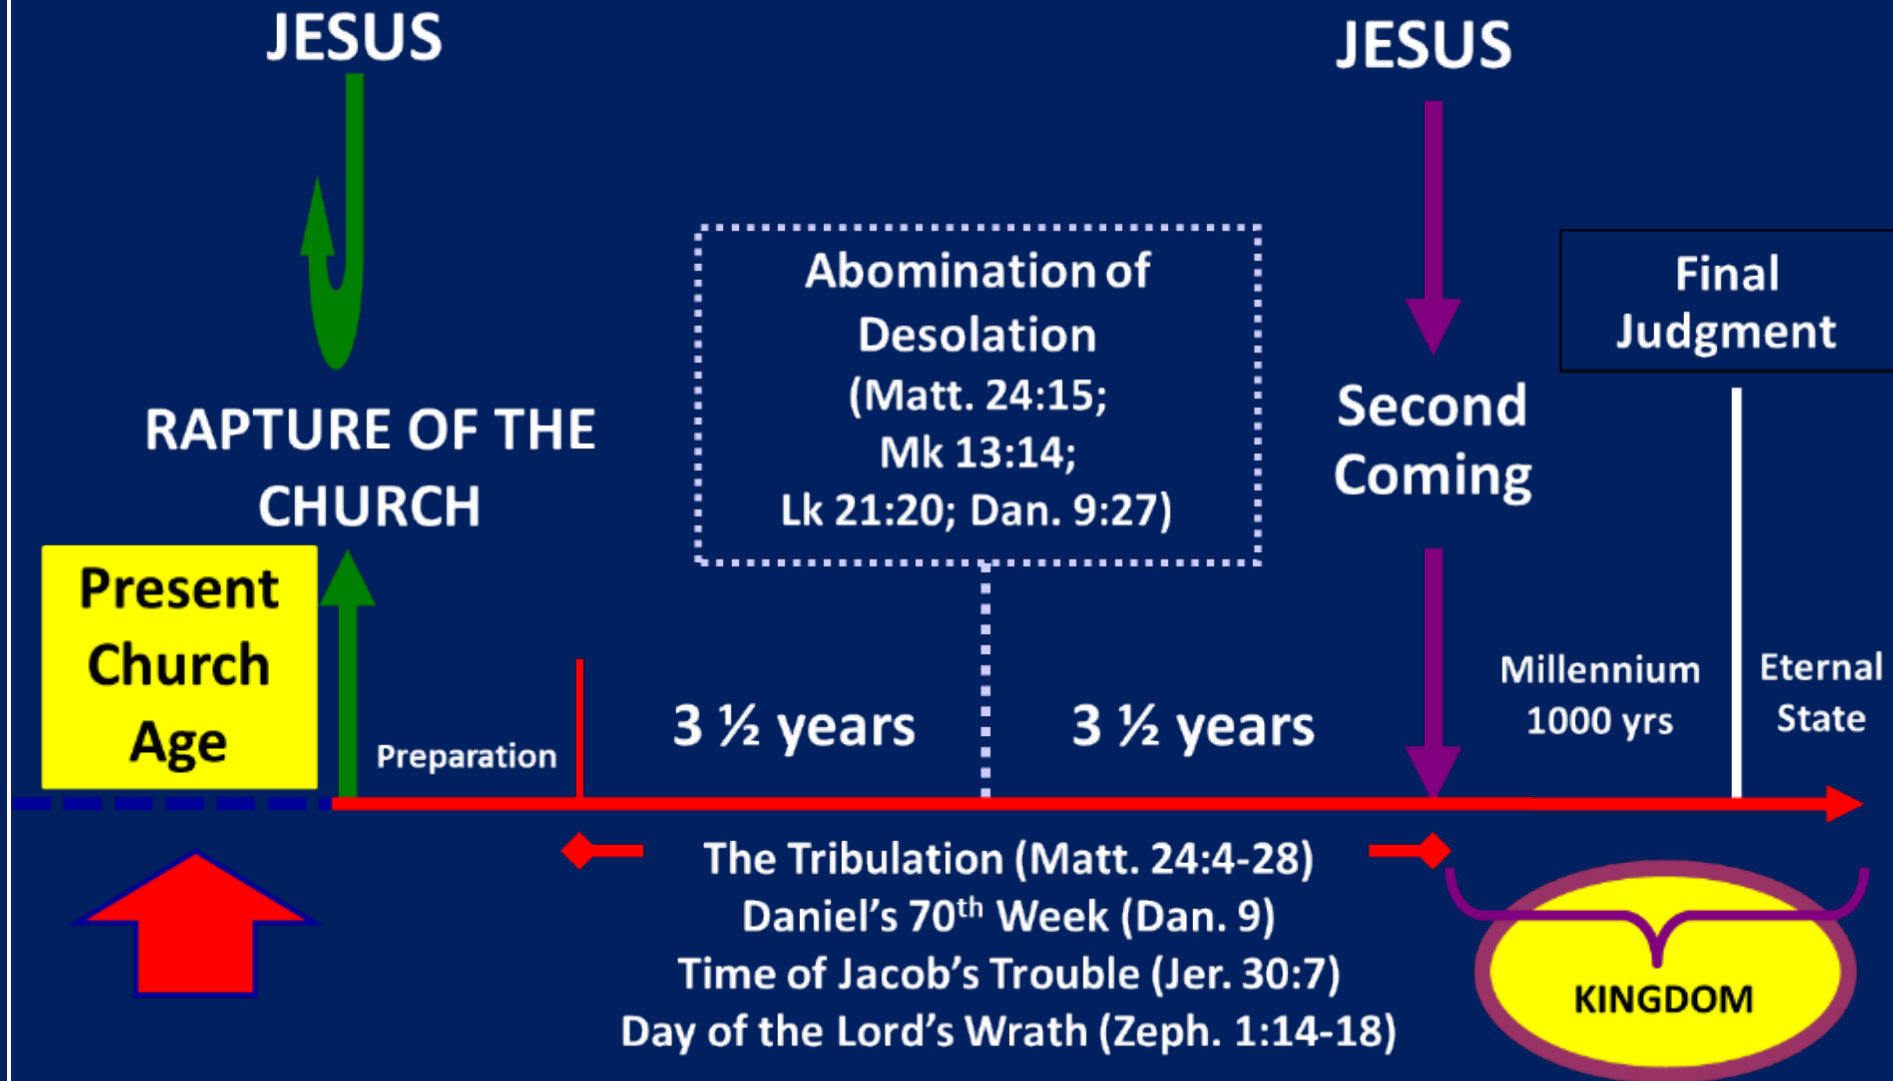 JESUS
JESUS
RAPTURE OF THE
CHURCH
Abomination of
Desolation
(Matt. 24:15;
Mk 13:14;
Lk 21:20; Dan. 9:27)
Second
Coming
Final
Judgment
Present
Church
Age
Preparation
3 ½ years
3 ½ years
Millennium
1000 yrs
Eternal
State
The Tribulation (Matt. 24:4-28)
Daniel’s 70th Week (Dan. 9)
Time of Jacob’s Trouble (Jer. 30:7)
Day of the Lord’s Wrath (Zeph. 1:14-18)
KINGDOM